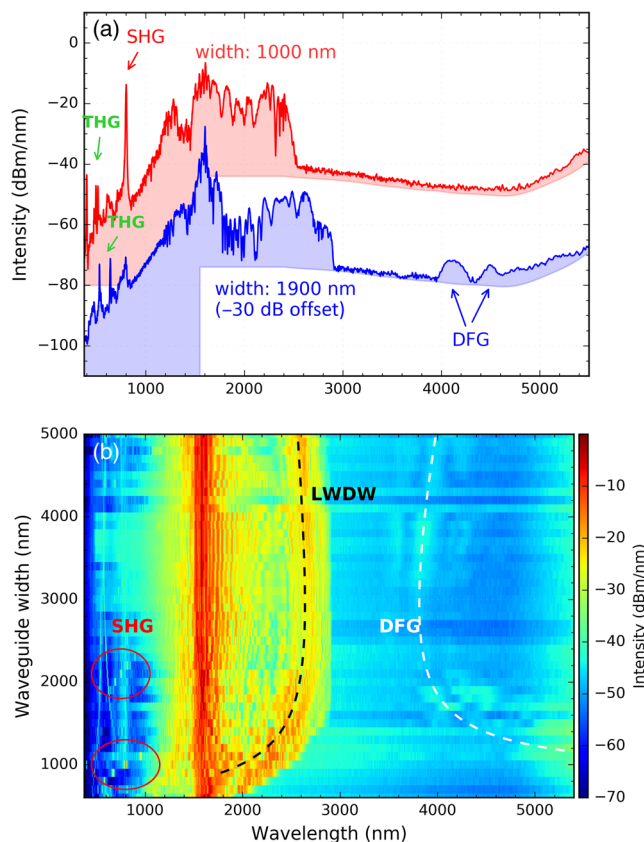 (a)
SHG
width: 1000 nm
THG
THG
width: 1900 nm
(–30 dB offset)
DFG
Intensity (dBm/nm)
0
−20
−40
−60
−80
−100
1000
2000
3000
4000
5000
(b)
LWDW
SHG
DFG
Waveguide width (nm)
5000
4000
3000
2000
1000
1000
2000
3000
4000
5000
Wavelength (nm)
−10
−20
−30
−40
−50
−60
−70
Intensity (dBm/nm)